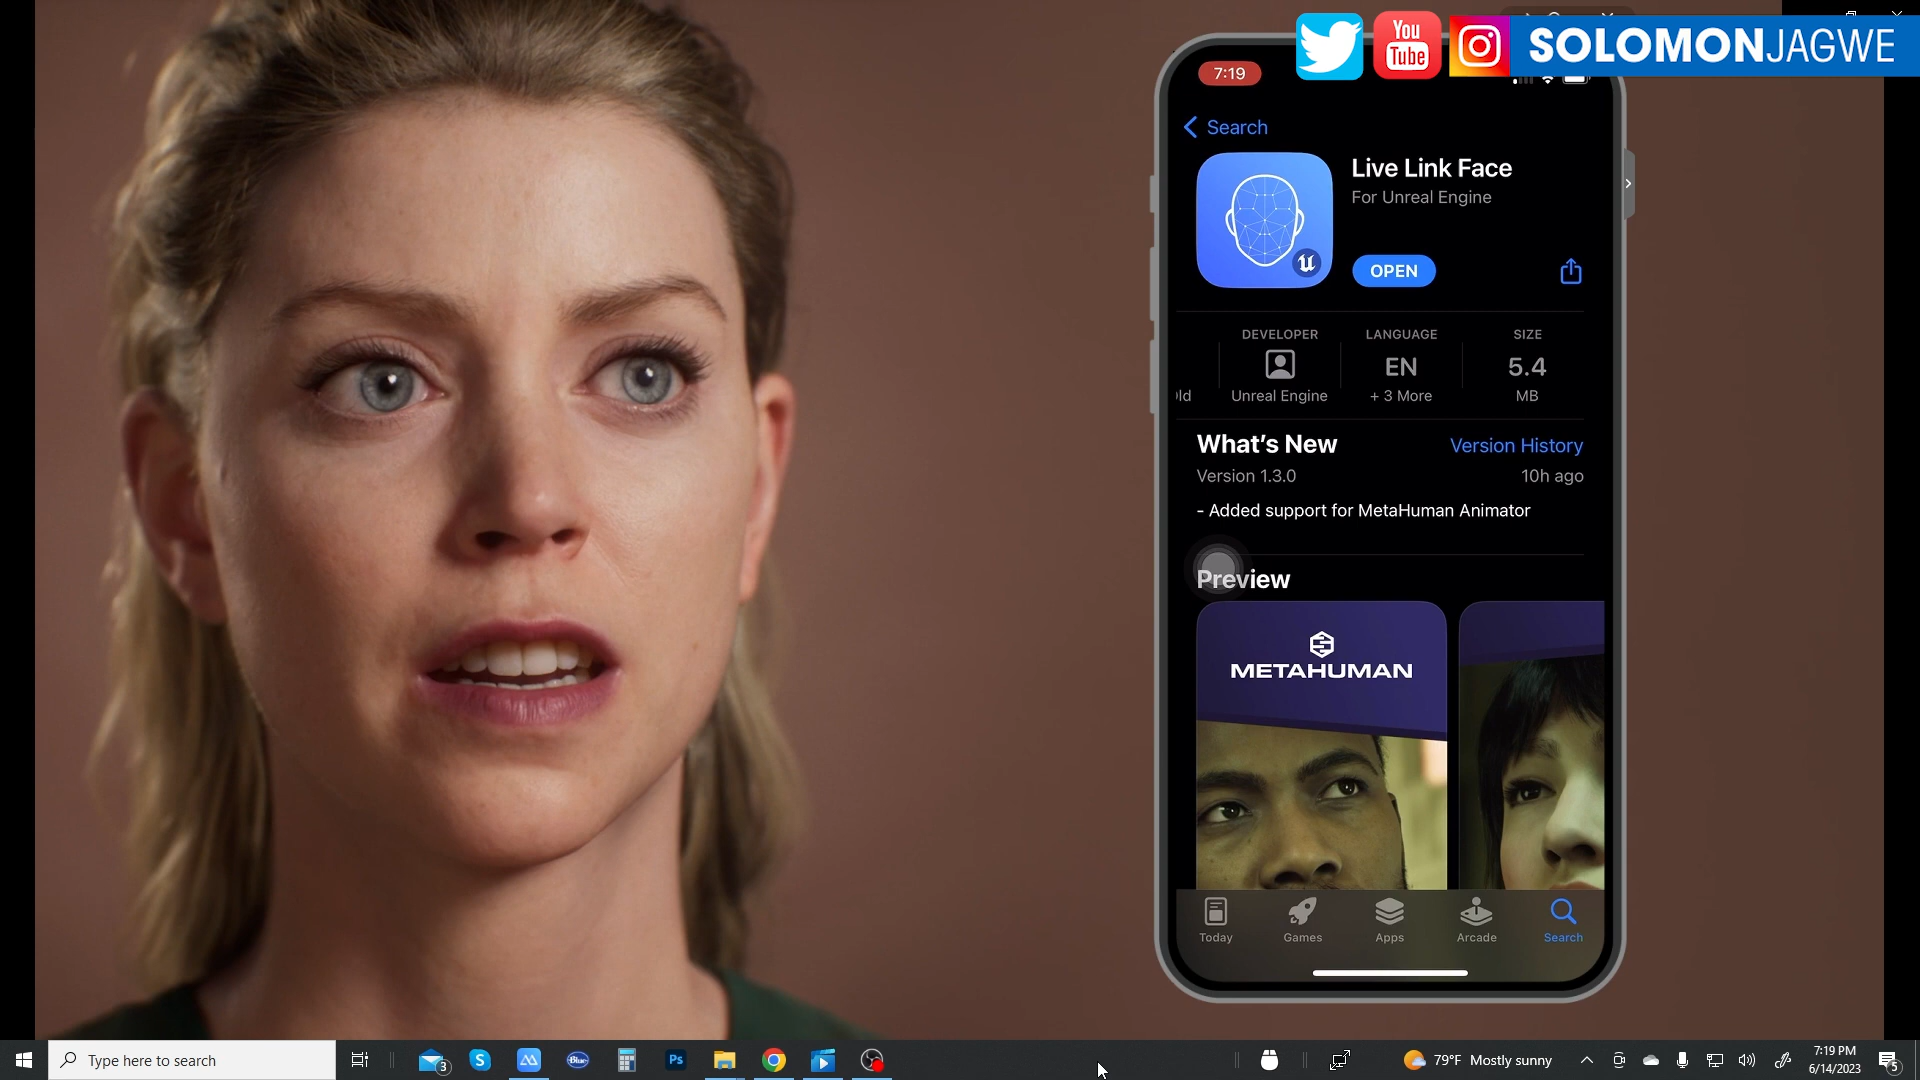 You
Tube
SOLOMONJAGWE
7:19
Search
Live Link Face
For Unreal Engine
OPEN
DEVELOPER
LANGUAGE
SIZE
EN
5.4
Unreal Engine
+ 3 More
MB
What's New
Version History
Version 1.3.0
10h ago
- Added support for MetaHuman Animator
Preview
METAHUMAN
Today
Games
Apps
Arcade
Search
Type here to search
3
S
Blue
Ps
79°F Mostly sunny
7:19 PM
6/14/2023
5